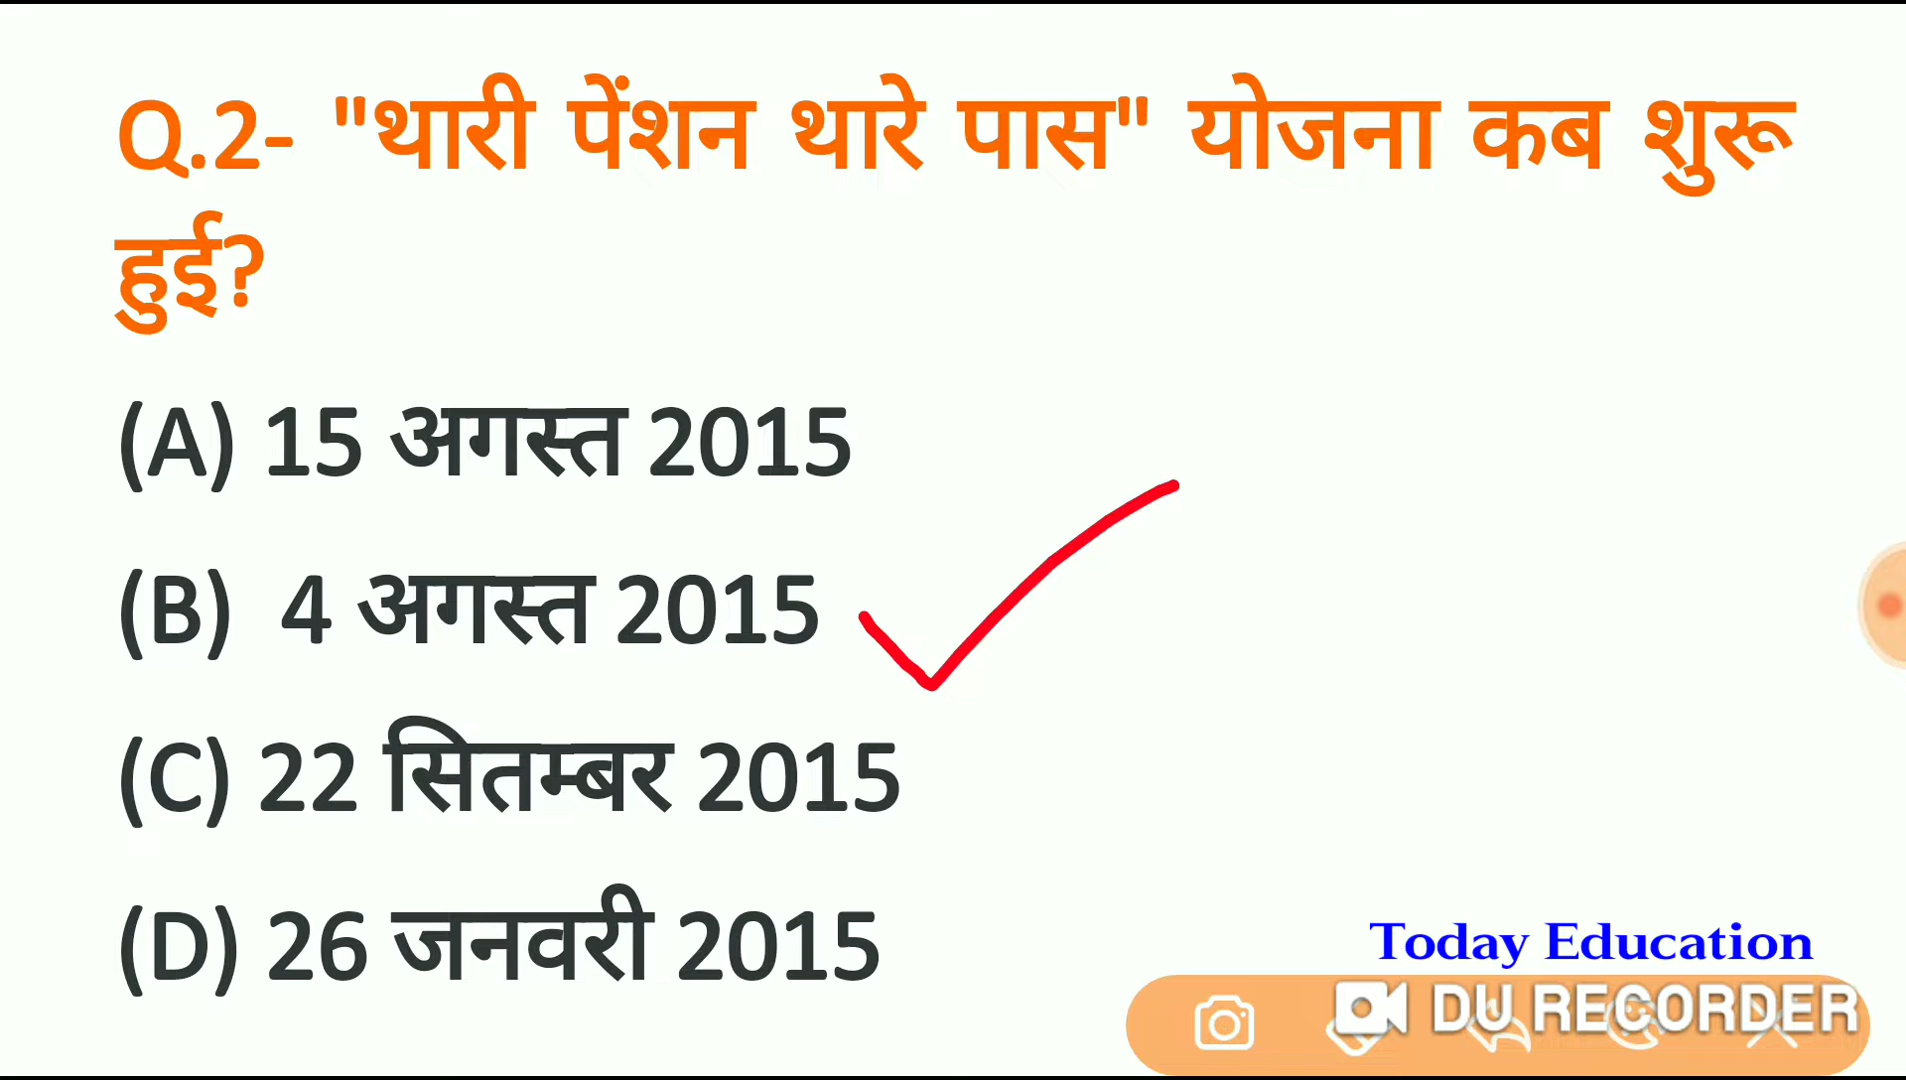 Q.2- "थारी पेंशन थारे पास" योजना कब शुरू
हुई?
(A) 15 अगस्त 2015
(B) 4 अगस्त 2015
(C) 22 सितम्बर 2015
(D) 26 जनवरी 2015
Today Education
DU RECORDER